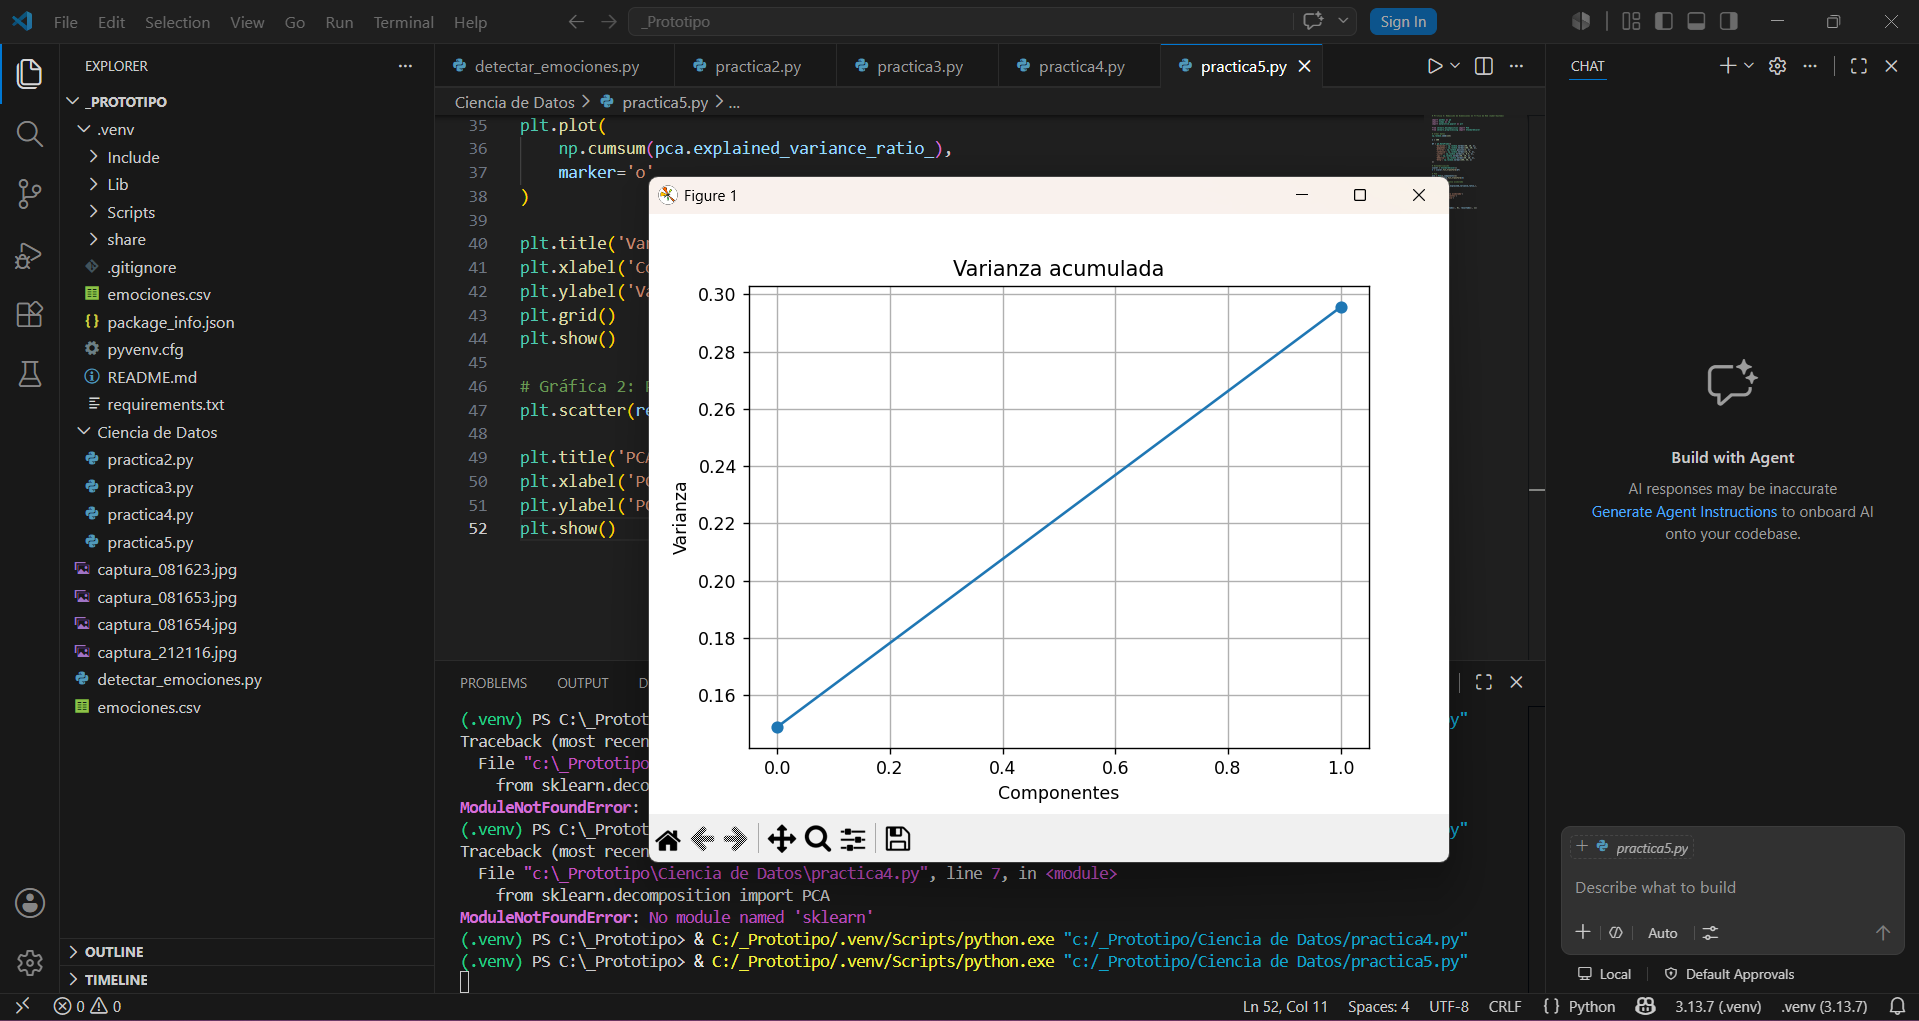 File Edit Selection View Go Run Terminal Help
_Prototipo
Sign In
EXPLORER
_PROTOTIPO
.venv
Include
Lib
Scripts
share
.gitignore
emociones.csv
package_info.json
pyvenv.cfg
README.md
requirements.txt
Ciencia de Datos
practica2.py
practica3.py
practica4.py
practica5.py
captura_081623.jpg
captura_081653.jpg
captura_081654.jpg
captura_212116.jpg
detectar_emociones.py
emociones.csv
OUTLINE
TIMELINE
detectar_emociones.py practica2.py practica3.py practica4.py practica5.py
Ciencia de Datos > practica5.py > ...
35 plt.plot(
36 np.cumsum(pca.explained_variance_ratio_),
37 marker='o'
38 )
39
40 plt.title('Va
41 plt.xlabel('Co
42 plt.ylabel('Va
43 plt.grid()
44 plt.show()
45
46 # Gráfica 2:
47 plt.scatter(re
48
49 plt.title('PCA
50 plt.xlabel('PC
51 plt.ylabel('PC
52 plt.show()
Figure 1
Varianza acumulada
0.30
0.28
0.26
0.24
0.22
0.20
0.18
0.16
Varianza
0.0 0.2 0.4 0.6 0.8 1.0
Componentes
PROBLEMS OUTPUT D
(.venv) PS C:\_Protot y"
Traceback (most recen
File "c:\_Prototipo
from sklearn.deco
ModuleNotFoundError:
(.venv) PS C:\_Protot y"
Traceback (most recen
File "c:\_Prototipo\Ciencia de Datos\practica4.py", line 7, in <module>
from sklearn.decomposition import PCA
ModuleNotFoundError: No module named 'sklearn'
(.venv) PS C:\_Prototipo> & C:/_Prototipo/.venv/Scripts/python.exe "c:/_Prototipo/Ciencia de Datos/practica4.py"
(.venv) PS C:\_Prototipo> & C:/_Prototipo/.venv/Scripts/python.exe "c:/_Prototipo/Ciencia de Datos/practica5.py"
CHAT
Build with Agent
AI responses may be inaccurate
Generate Agent Instructions to onboard AI
onto your codebase.
practica5.py
Describe what to build
Auto
Local Default Approvals
0 0
Ln 52, Col 11 Spaces: 4 UTF-8 CRLF {} Python 3.13.7 (.venv) .venv (3.13.7)